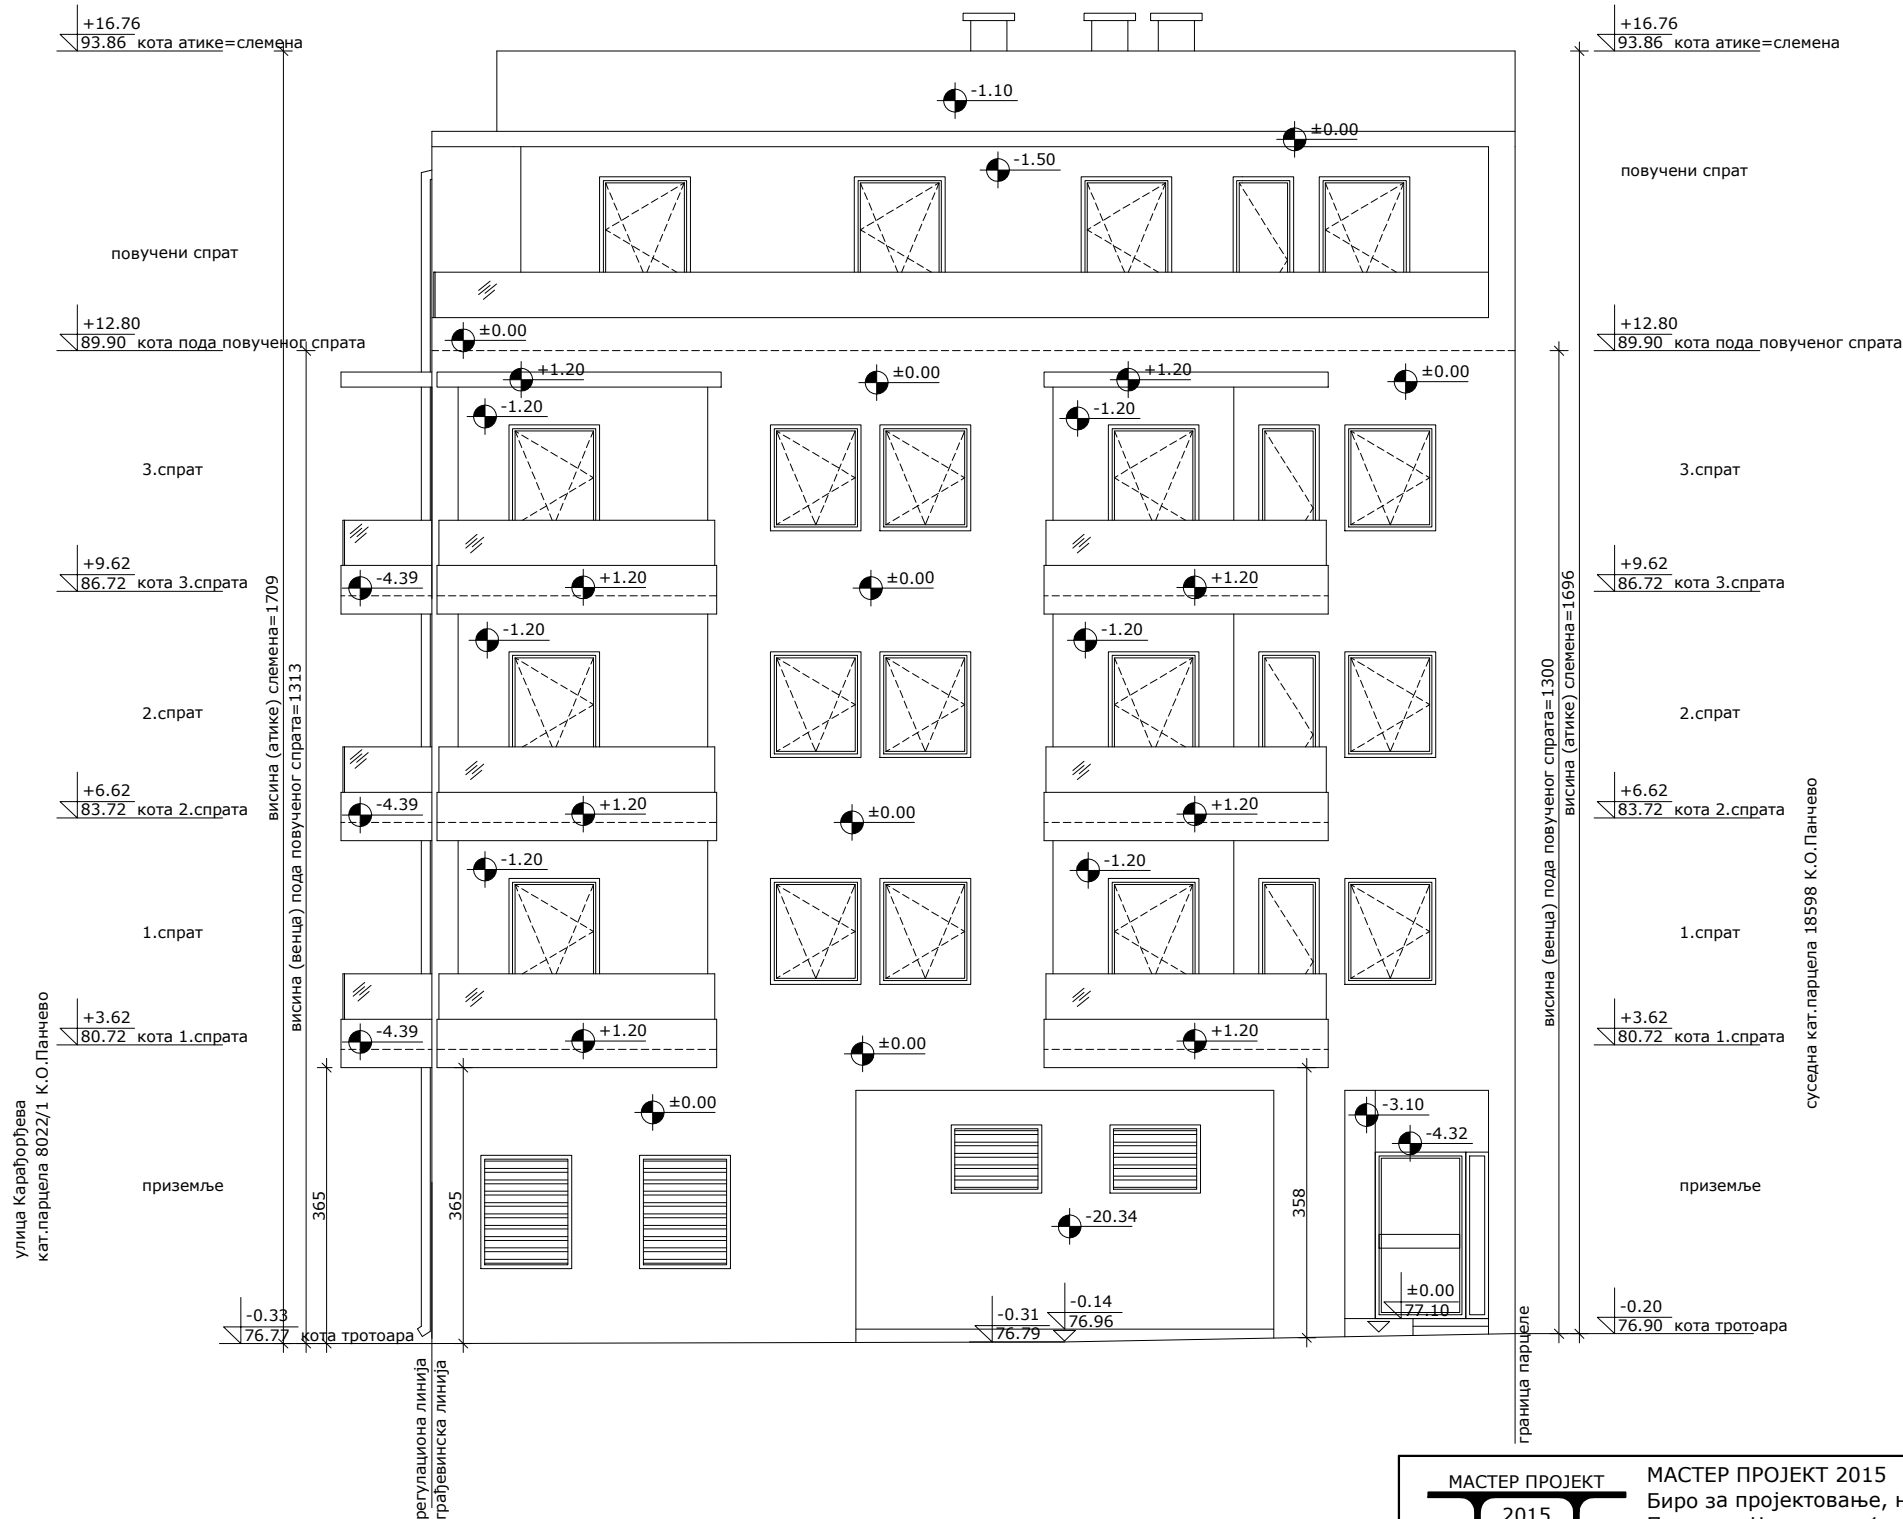 +16.76
93.86 кота атике=слемена
+16.76
93.86 кота атике=слемена
-1.10
±0.00
-1.50
повучени спрат
повучени спрат
+12.80
89.90 кота пода повученог спрата
±0.00
+12.80
89.90 кота пода повученог спрата
+1.20
±0.00
+1.20
±0.00
-1.20
-1.20
3.спрат
3.спрат
+9.62
86.72 кота 3.спрата
-4.39
+1.20
±0.00
+1.20
+9.62
86.72 кота 3.спрата
-1.20
-1.20
висина (атике) слемена=1709
висина (венца) пода повученог спрата=1313
висина (венца) пода повученог спрата=1300
висина (атике) слемена=1696
2.спрат
2.спрат
+6.62
83.72 кота 2.спрата
-4.39
+1.20
±0.00
+1.20
+6.62
83.72 кота 2.спрата
-1.20
-1.20
1.спрат
1.спрат
+3.62
80.72 кота 1.спрата
-4.39
+1.20
±0.00
+1.20
+3.62
80.72 кота 1.спрата
улица Карађорђева
кат.парцела 8022/1 К.О.Панчево
суседна кат.парцела 18598 К.О.Панчево
±0.00
-3.10
-4.32
приземље
приземље
365
365
358
-20.34
-0.33
76.77 кота тротоара
-0.31
76.79
-0.14
76.96
±0.00
77.10
-0.20
76.90 кота тротоара
регулациона линија
грађевинска линија
граница парцеле
МАСТЕР ПРОЈЕКТ
2015
МАСТЕР ПРОЈЕКТ 2015
Биро за пројектовање,